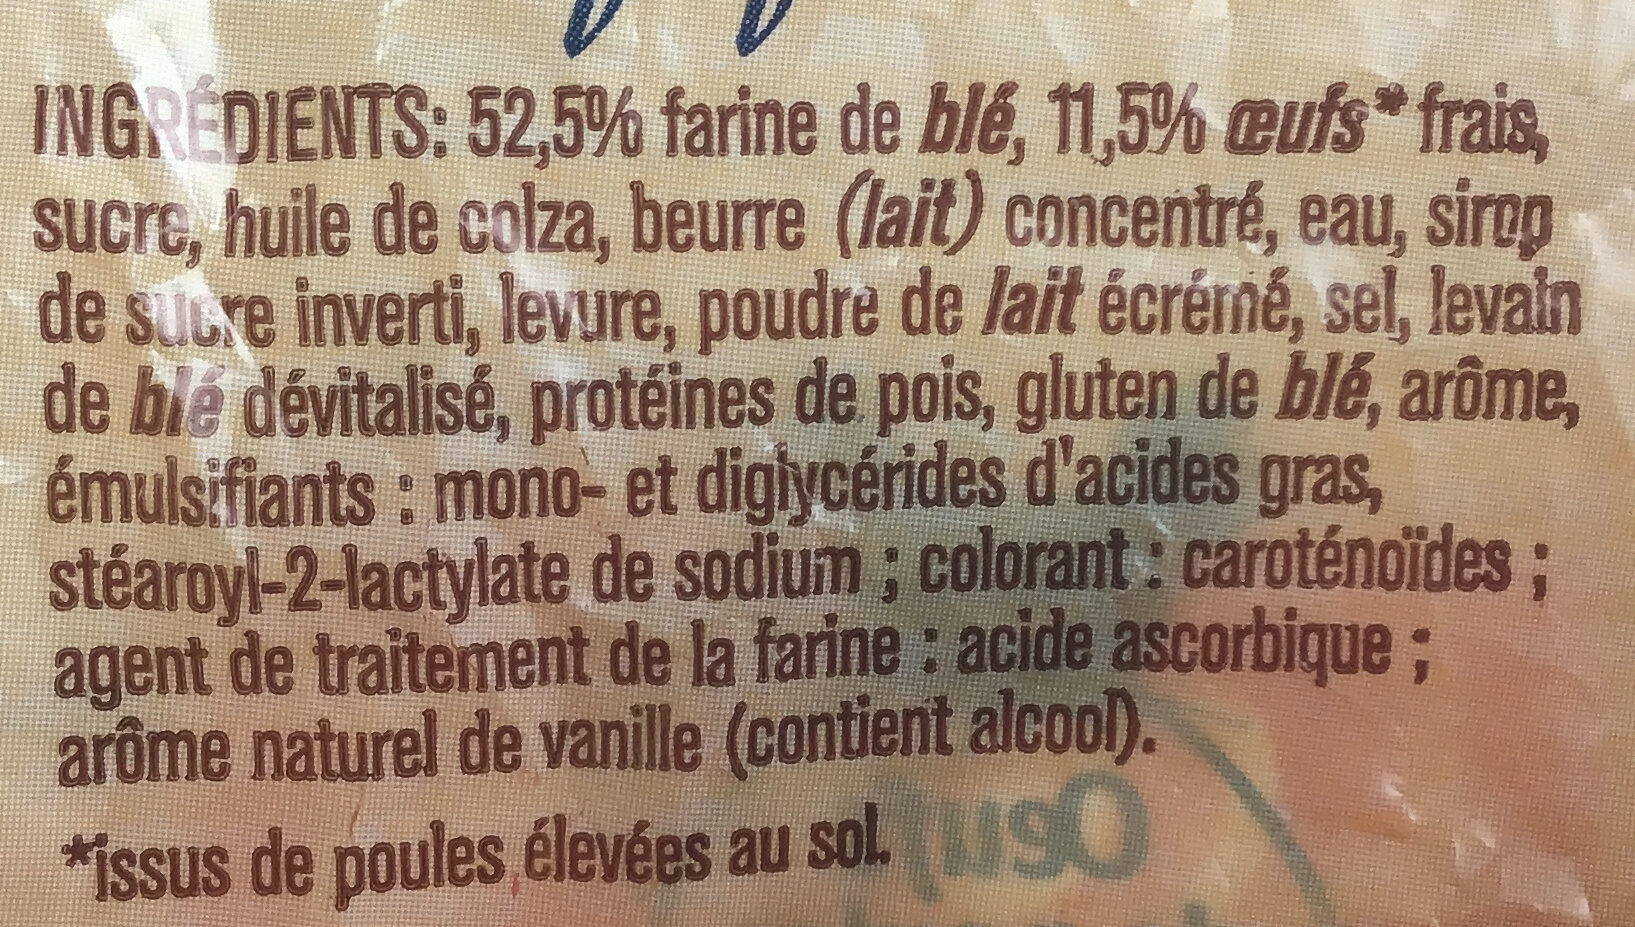 INGRÉDIENTS: 52,5% farine de blé, 11,5% œufs* frais,
sucre, huile de colza, beurre (lait) concentré, eau, sirop
de sucre inverti, levure, poudre de lait écrémé, sel, levain
de blé dévitalisé, protéines de pois, gluten de blé, arôme,
émulsifiants : mono- et diglycérides d'acides gras,
stéaroyl-2-lactylate de sodium ; colorant : caroténoïdes ;
agent de traitement de la farine : acide ascorbique ;
arôme naturel de vanille (contient alcool).
*issus de poules élevées au sol.